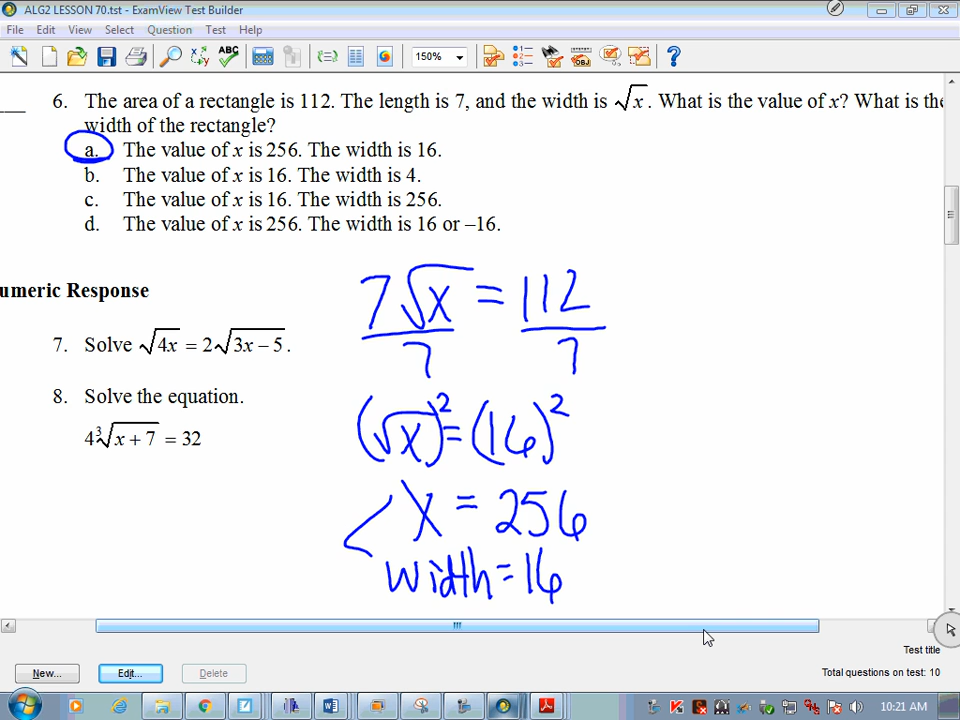 ALG2 LESSON 70.tst - ExamView Test Builder
File Edit View Select Question Test Help
ABC 150% OBJ ?
6. The area of a rectangle is 112. The length is 7, and the width is √x. What is the value of x? What is the
width of the rectangle?
a. The value of x is 256. The width is 16.
b. The value of x is 16. The width is 4.
c. The value of x is 16. The width is 256.
d. The value of x is 256. The width is 16 or –16.
7√x = 112
7 7
umeric Response
7. Solve √4x = 2√3x – 5.
8. Solve the equation.
4∛x + 7 = 32
(√x)² = (16)²
x = 256
width = 16
Test title
New... Edit... Delete
Total questions on test: 10
10:21 AM